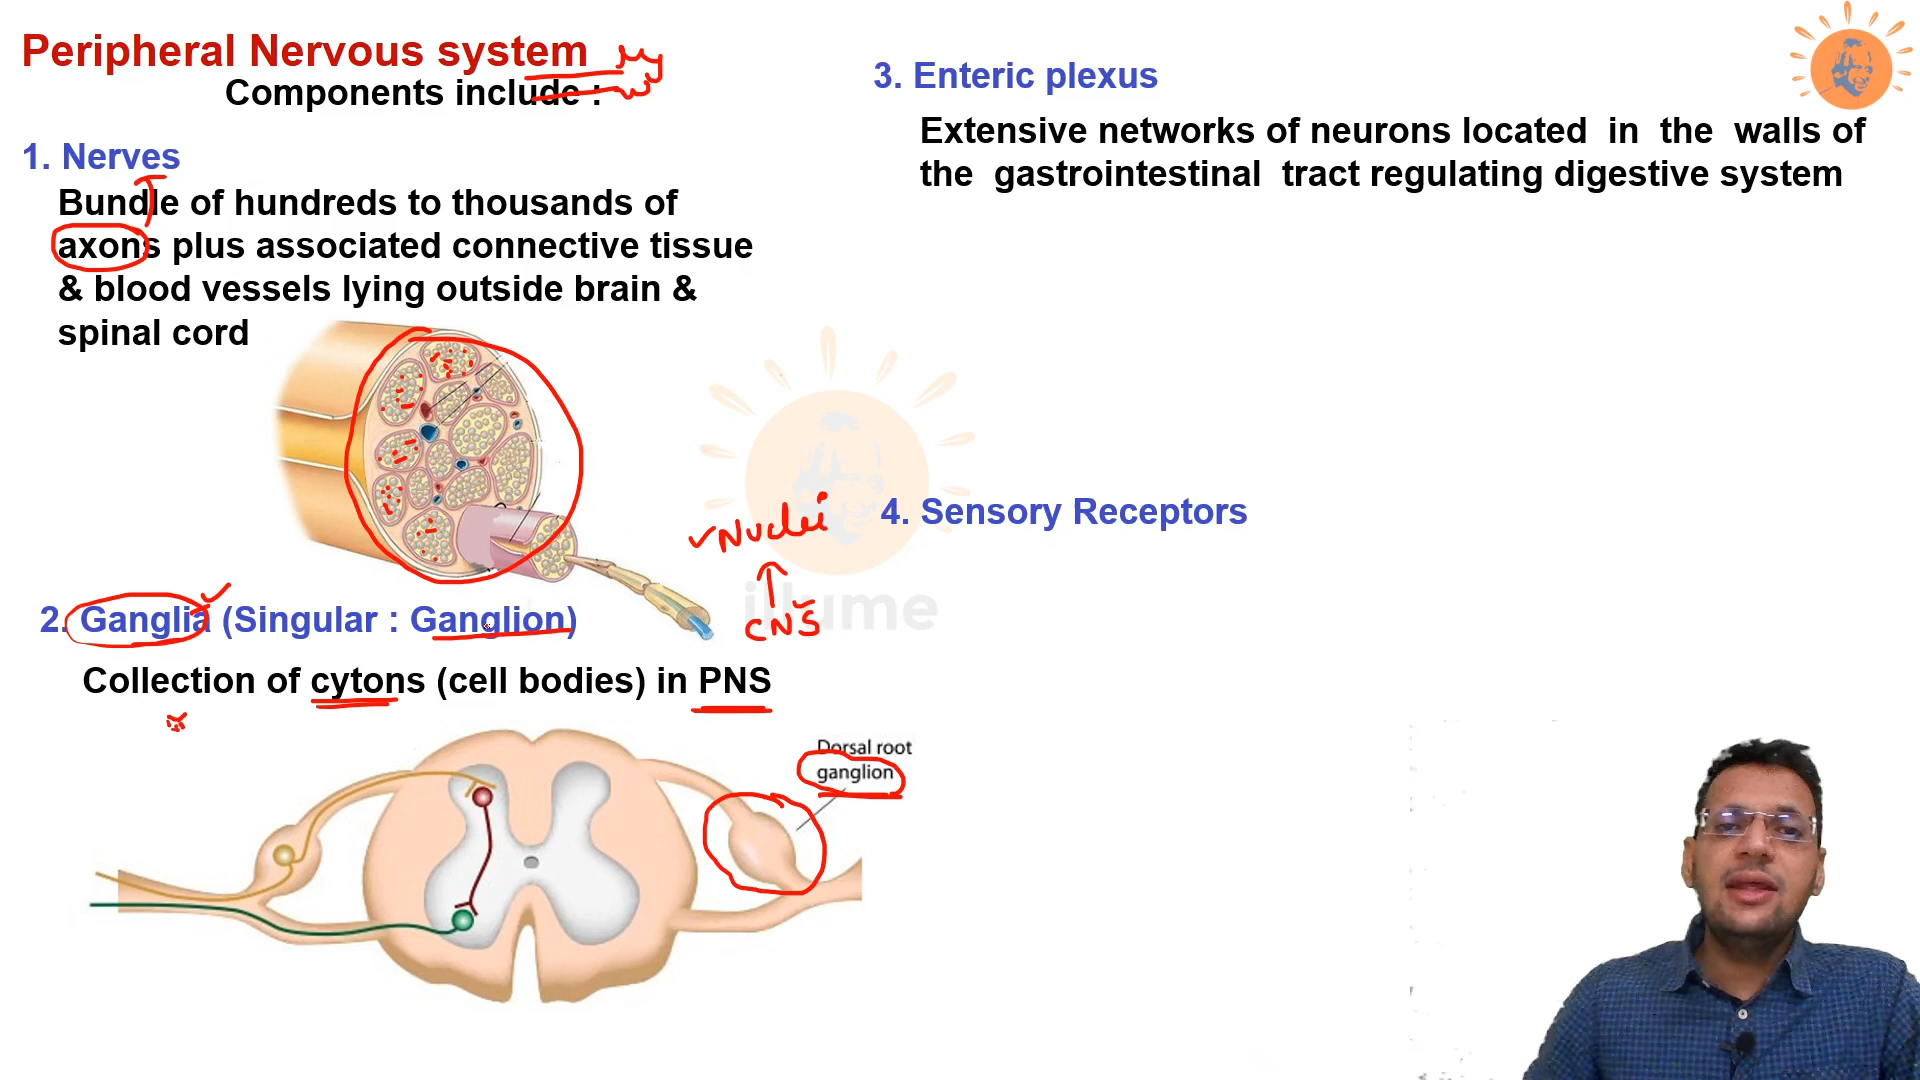 Peripheral Nervous system
Components include :
1. Nerves
Bundle of hundreds to thousands of
axons plus associated connective tissue
& blood vessels lying outside brain &
spinal cord
2. Ganglia (Singular : Ganglion)
Collection of cytons (cell bodies) in PNS
Nuclei
CNS
illume
Dorsal root
ganglion
3. Enteric plexus
Extensive networks of neurons located in the walls of
the gastrointestinal tract regulating digestive system
4. Sensory Receptors